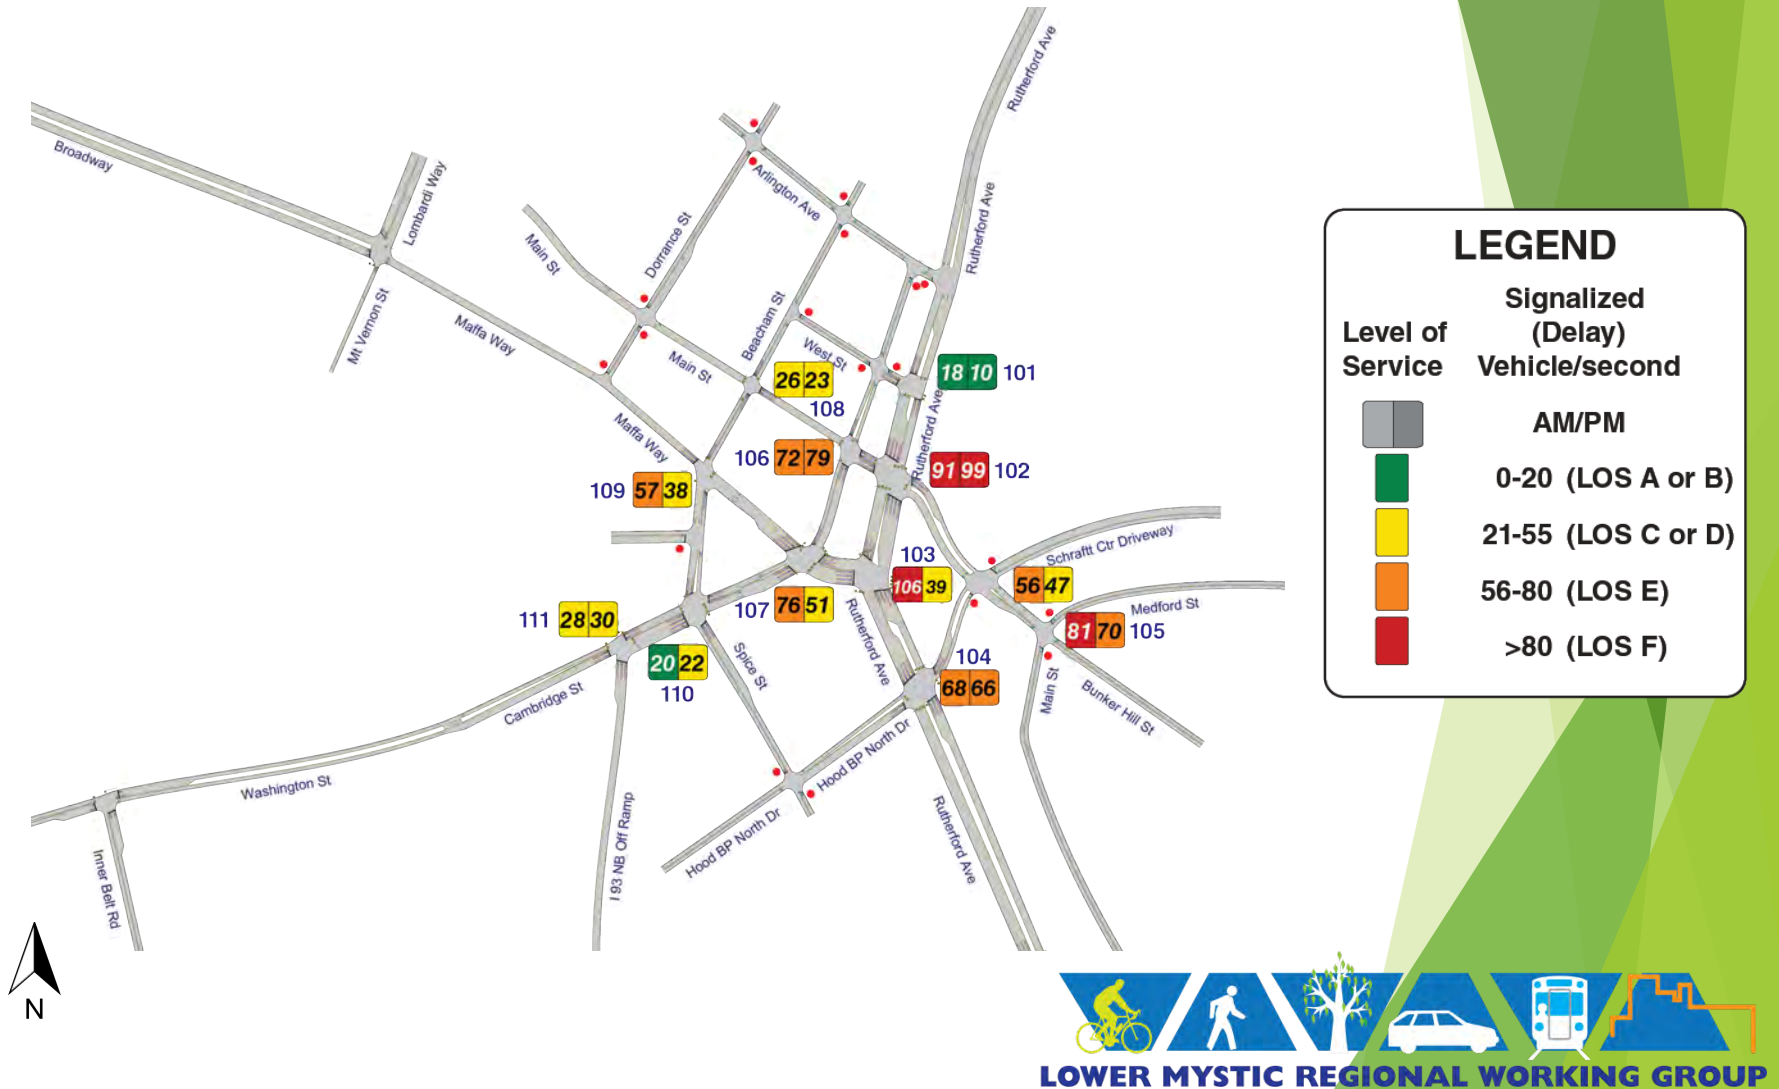 Rutherford Ave
Broadway
Lombardi Way
Arlington Ave
Rutherford Ave
Main St
Dorrance St
Mt Vernon St
Maffa Way
Beacham St
West St
Main St
18 10 101
26 23
108
Rutherford Ave
Maffa Way
106 72 79
91 99 102
109 57 38
Schraftt Ctr Driveway
103
106 39
56 47
107 76 51
Rutherford Ave
Medford St
111 28 30
81 70 105
20 22
110
Spice St
104
68 66
Main St
Bunker Hill St
Cambridge St
Hood BP North Dr
Washington St
Hood BP North Dr
Rutherford Ave
I 93 NB Off Ramp
Inner Belt Rd
N
LEGEND
Level of
Service
Signalized
(Delay)
Vehicle/second
AM/PM
0-20 (LOS A or B)
21-55 (LOS C or D)
56-80 (LOS E)
>80 (LOS F)
LOWER MYSTIC REGIONAL WORKING GROUP